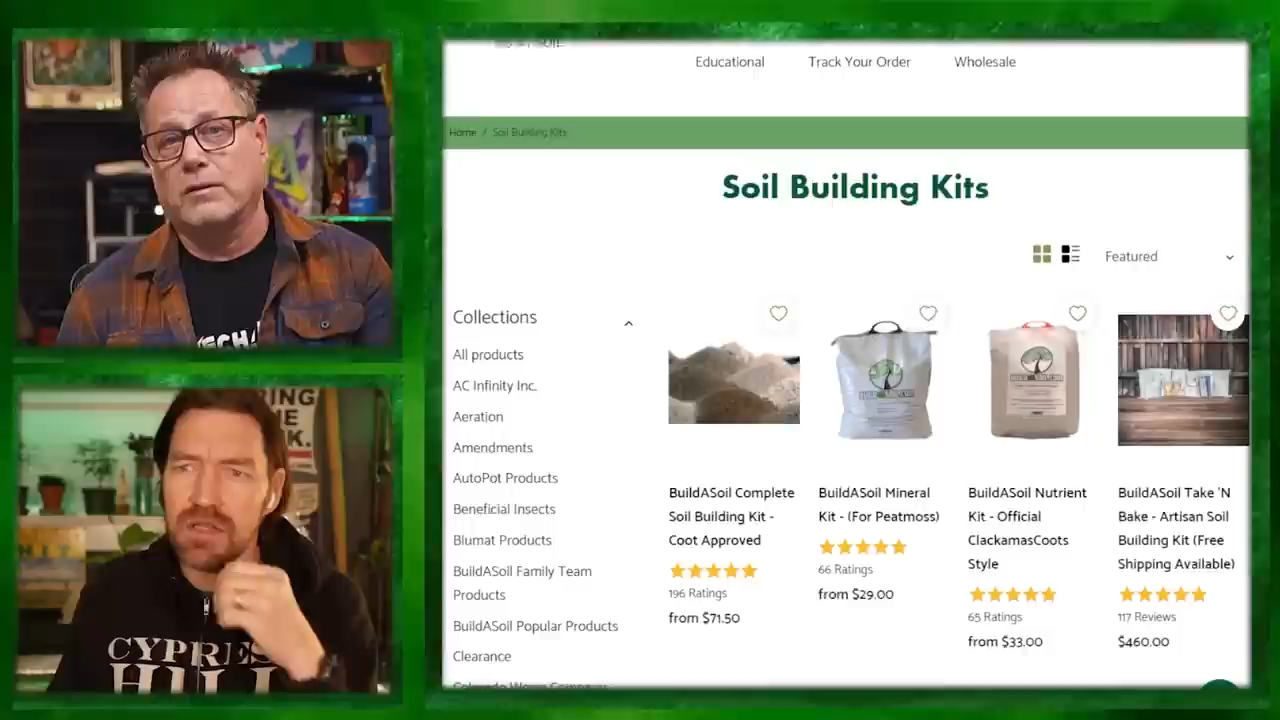 Educational
Track Your Order
Wholesale
Home / Soil Building Kits
Soil Building Kits
Featured
Collections
All products
AC Infinity Inc.
Aeration
Amendments
AutoPot Products
Beneficial Insects
Blumat Products
BuildASoil Family Team
Products
BuildASoil Popular Products
Clearance
BuildASoil Complete
Soil Building Kit -
Coot Approved
196 Ratings
from $71.50
BuildASoil Mineral
Kit - (For Peatmoss)
66 Ratings
from $29.00
BuildASoil Nutrient
Kit - Official
ClackamasCoots
Style
65 Ratings
from $33.00
BuildASoil Take 'N
Bake - Artisan Soil
Building Kit (Free
Shipping Available)
117 Reviews
$460.00
CYPRES
HILL